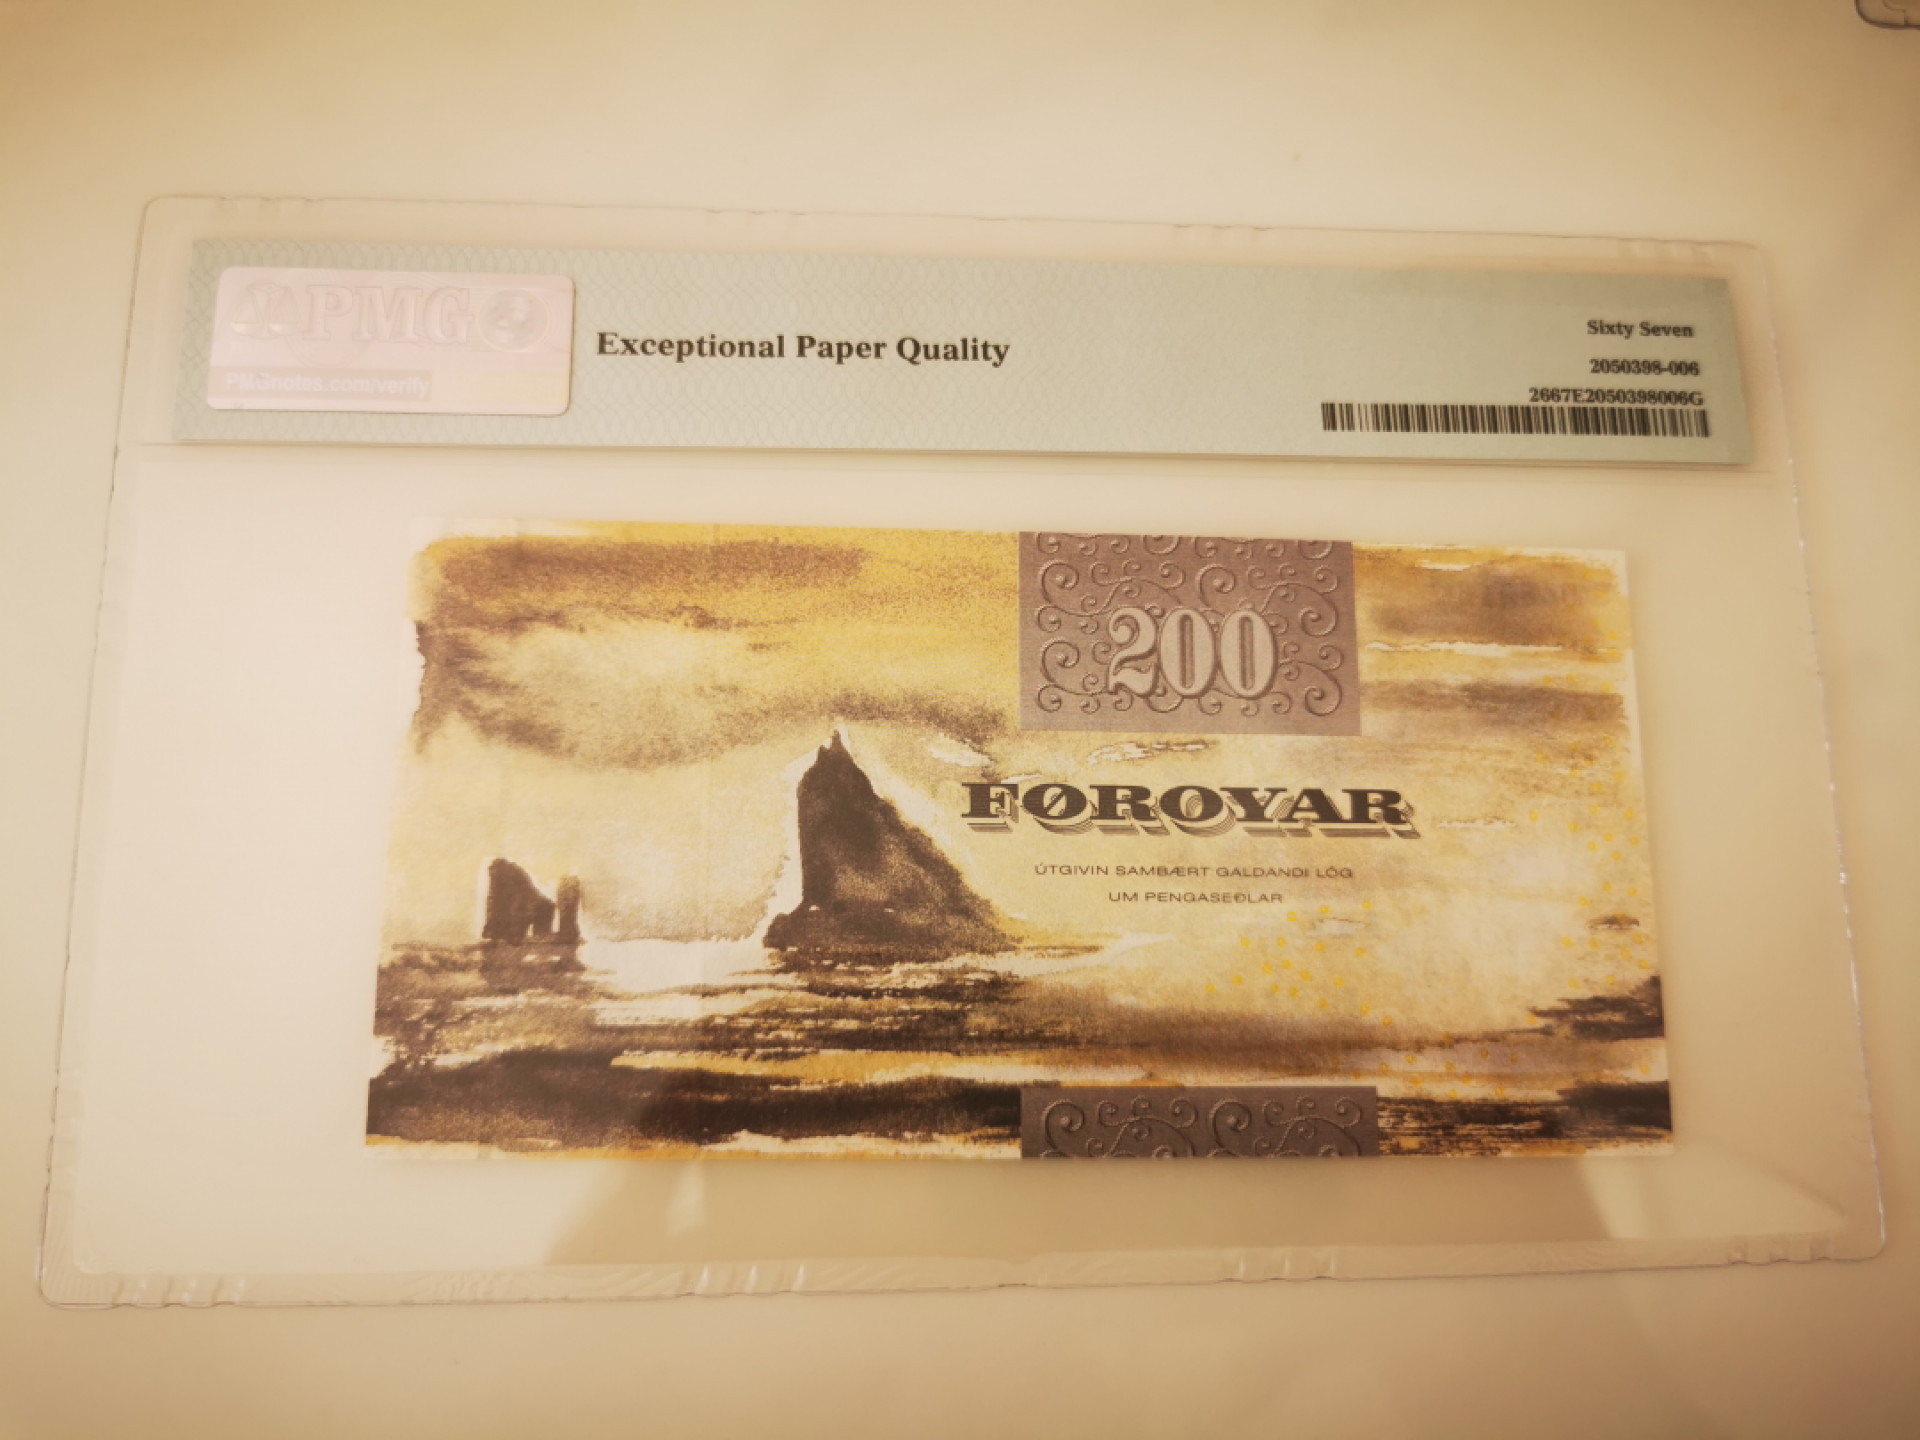 PMG
PMGnotes.com/verify
Exceptional Paper Quality
Sixty Seven
2050398-006
2667E2050398006G
200
FØROYAR
ÚTGIVIN SAMBÆRT GALDANDI LÓG
UM PENGASEÐLAR